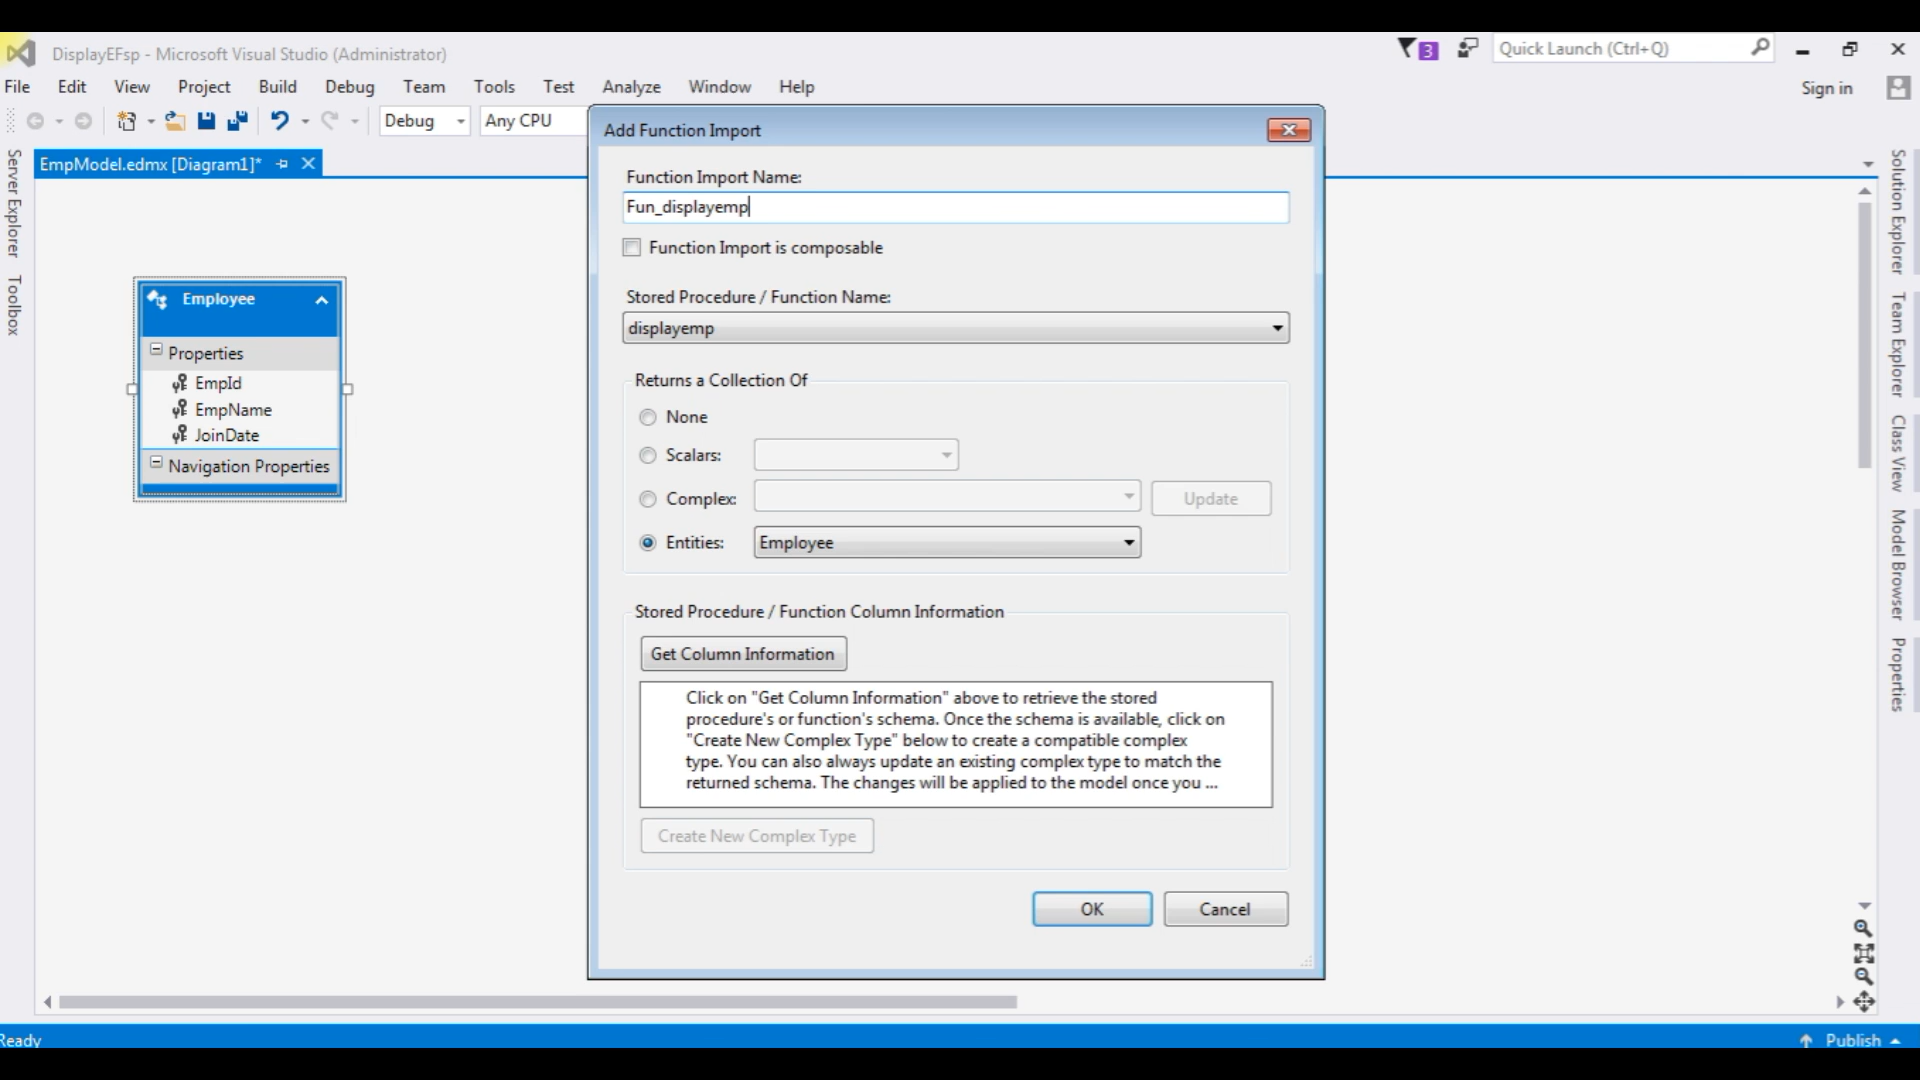 DisplayEFsp - Microsoft Visual Studio (Administrator)
3
Quick Launch (Ctrl+Q)
File Edit View Project Build Debug Team Tools Test Analyze Window Help
Sign in
Debug
Any CPU
EmpModel.edmx [Diagram1]*
Server Explorer
Toolbox
Employee
Properties
EmpId
EmpName
JoinDate
Navigation Properties
Add Function Import
Function Import Name:
Fun_displayemp
Function Import is composable
Stored Procedure / Function Name:
displayemp
Returns a Collection Of
None
Scalars:
Complex:
Update
Entities:
Employee
Stored Procedure / Function Column Information
Get Column Information
Click on "Get Column Information" above to retrieve the stored
procedure's or function's schema. Once the schema is available, click on
"Create New Complex Type" below to create a compatible complex
type. You can also always update an existing complex type to match the
returned schema. The changes will be applied to the model once you ...
Create New Complex Type
OK
Cancel
Solution Explorer
Team Explorer
Class View
Model Browser
Properties
Ready
Publish